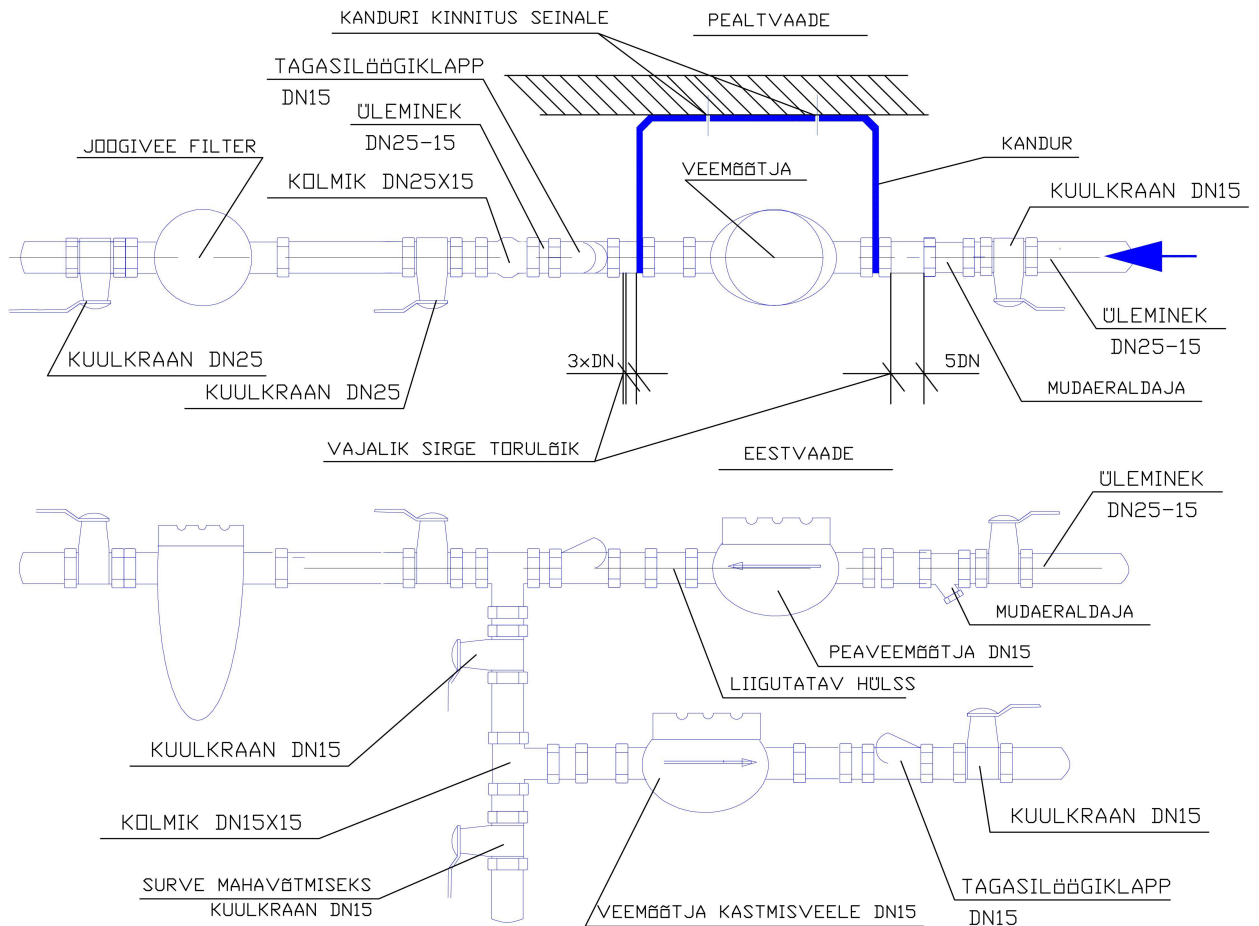 KANDURI KINNITUS SEINALE
PEALTVAADE
TAGASILÖÖGIKLAPP
DN15
ÜLEMINEK
DN25-15
JOOGIVEE FILTER
KOLMIK DN25X15
VEEMÕÕTJA
KANDUR
KUULKRAAN DN15
ÜLEMINEK
DN25-15
KUULKRAAN DN25
KUULKRAAN DN25
3xDN
5DN
MUDAERALDAJA
VAJALIK SIRGE TORULÕIK
EESTVAADE
ÜLEMINEK
DN25-15
MUDAERALDAJA
PEAVEEMÕÕTJA DN15
LIIGUTATAV HÜLSS
KUULKRAAN DN15
KOLMIK DN15X15
KUULKRAAN DN15
SURVE MAHAVÕTMISEKS
KUULKRAAN DN15
VEEMÕÕTJA KASTMISVEELE DN15
TAGASILÖÖGIKLAPP
DN15